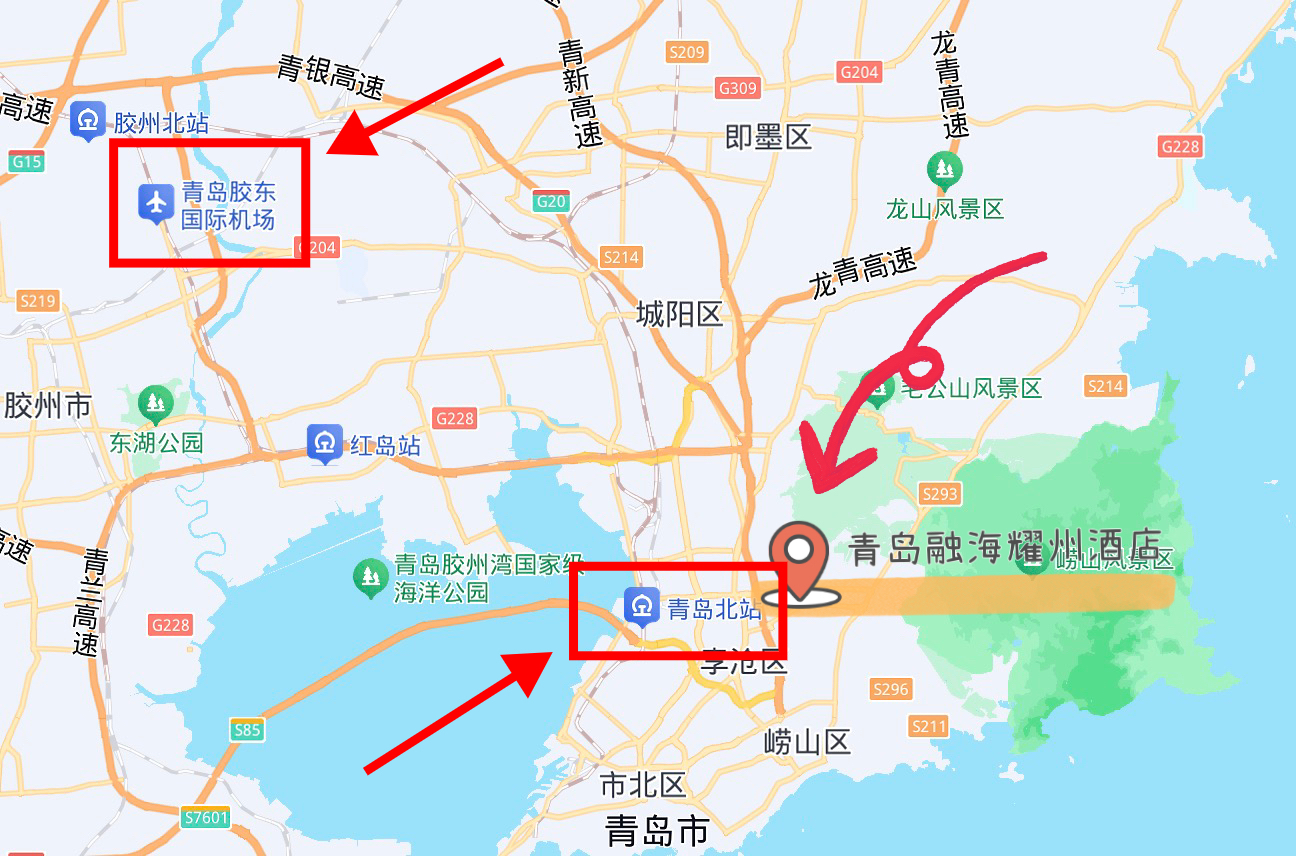 青银高速
青新高速
S209
龙青高速
G204
G309
高速
胶州北站
即墨区
G228
G15
青岛胶东
国际机场
G20
龙山风景区
G204
S214
龙青高速
S219
城阳区
毛公山风景区
S214
胶州市
G228
东湖公园
红岛站
S293
高速
青兰高速
青岛融海耀州酒店
崂山风景区
青岛胶州湾国家级
海洋公园
青岛北站
G228
李沧区
S296
S85
S211
崂山区
市北区
S7601
青岛市